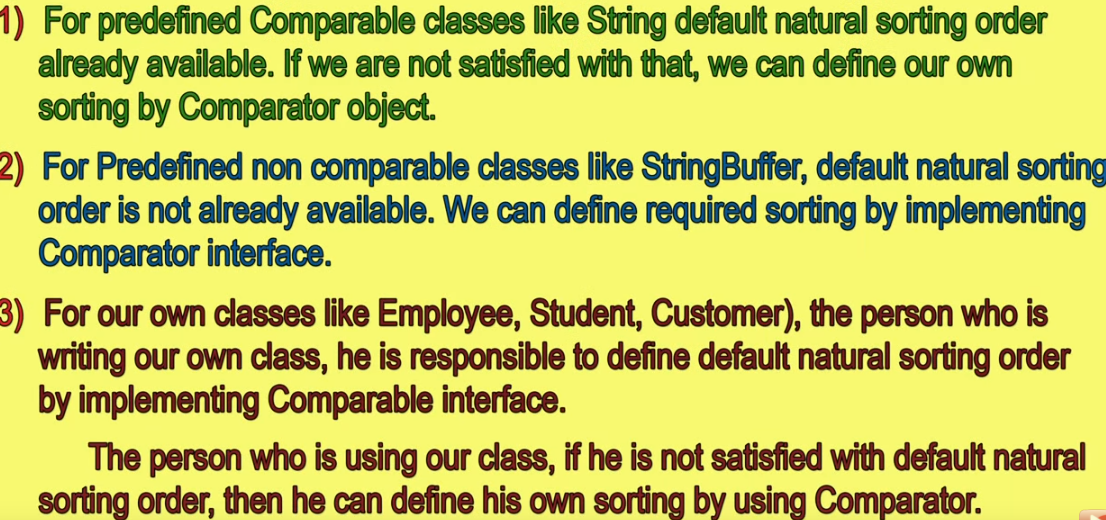 1) For predefined Comparable classes like String default natural sorting order
already available. If we are not satisfied with that, we can define our own
sorting by Comparator object.
2) For Predefined non comparable classes like StringBuffer, default natural sorting
order is not already available. We can define required sorting by implementing
Comparator interface.
3) For our own classes like Employee, Student, Customer), the person who is
writing our own class, he is responsible to define default natural sorting order
by implementing Comparable interface.
The person who is using our class, if he is not satisfied with default natural
sorting order, then he can define his own sorting by using Comparator.